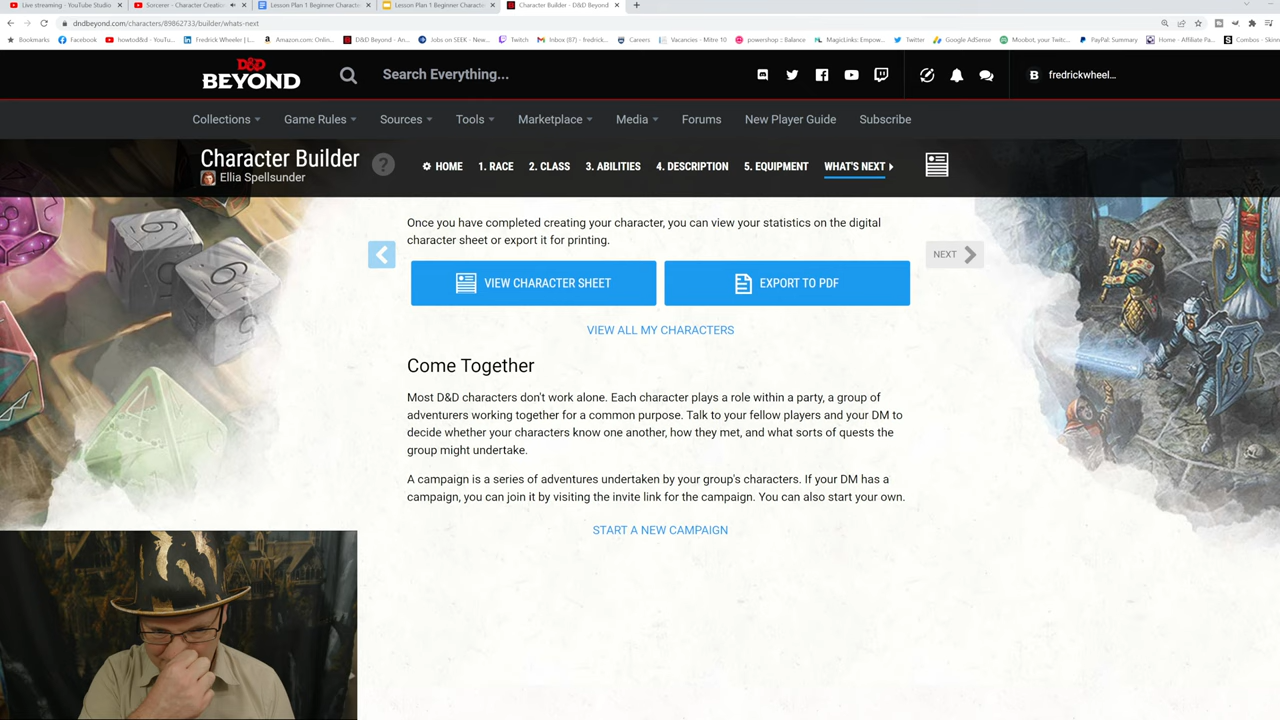 Live streaming - YouTube Studio
Sorcerer - Character Creation
Lesson Plan 1 Beginner Charact
Lesson Plan 1 Beginner Charac
Character Builder - D&D Beyond
dndbeyond.com/characters/89862733/builder/whats-next
Bookmarks
Facebook
howtod&d - YouTu...
Fredrick Wheeler | L...
Amazon.com: Onlin...
D&D Beyond - An...
Jobs on SEEK - New...
Twitch
Inbox (87) - fredrick...
Careers
Vacancies - Mitre 10
powershop :: Balance
MagicLinks: Empow...
Twitter
Google AdSense
Moobot, your Twitc...
PayPal: Summary
Home - Affiliate Pa...
Combos - Skinn
D&D
BEYOND
Search Everything...
B fredrickwheel...
Collections
Game Rules
Sources
Tools
Marketplace
Media
Forums
New Player Guide
Subscribe
Character Builder
?
Ellia Spellsunder
HOME
1. RACE
2. CLASS
3. ABILITIES
4. DESCRIPTION
5. EQUIPMENT
WHAT'S NEXT
Once you have completed creating your character, you can view your statistics on the digital
character sheet or export it for printing.
NEXT
VIEW CHARACTER SHEET
EXPORT TO PDF
VIEW ALL MY CHARACTERS
Come Together
Most D&D characters don't work alone. Each character plays a role within a party, a group of
adventurers working together for a common purpose. Talk to your fellow players and your DM to
decide whether your characters know one another, how they met, and what sorts of quests the
group might undertake.
A campaign is a series of adventures undertaken by your group's characters. If your DM has a
campaign, you can join it by visiting the invite link for the campaign. You can also start your own.
START A NEW CAMPAIGN